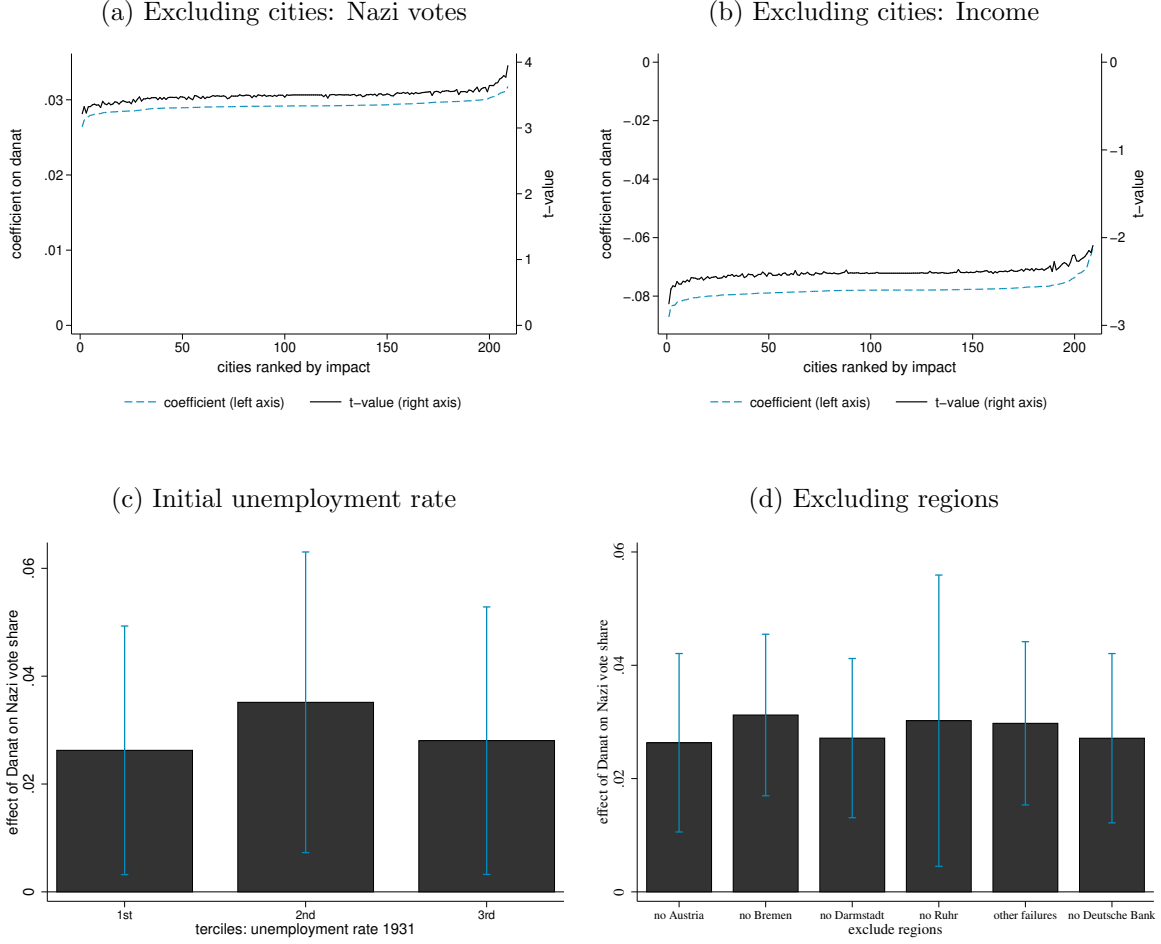 (a) Excluding cities: Nazi votes
coefficient on danat
.03
.02
.01
0
4
3
2
1
0
t−value
0 50 100 150 200
cities ranked by impact
coefficient (left axis) t−value (right axis)
(b) Excluding cities: Income
coefficient on danat
0
−.02
−.04
−.06
−.08
0
−1
−2
−3
t−value
0 50 100 150 200
cities ranked by impact
coefficient (left axis) t−value (right axis)
(c) Initial unemployment rate
effect of Danat on Nazi vote share
.06
.04
.02
0
1st 2nd 3rd
terciles: unemployment rate 1931
(d) Excluding regions
effect of Danat on Nazi vote share
.06
.04
.02
0
no Austria no Bremen no Darmstadt no Ruhr other failures no Deutsche Bank
exclude regions